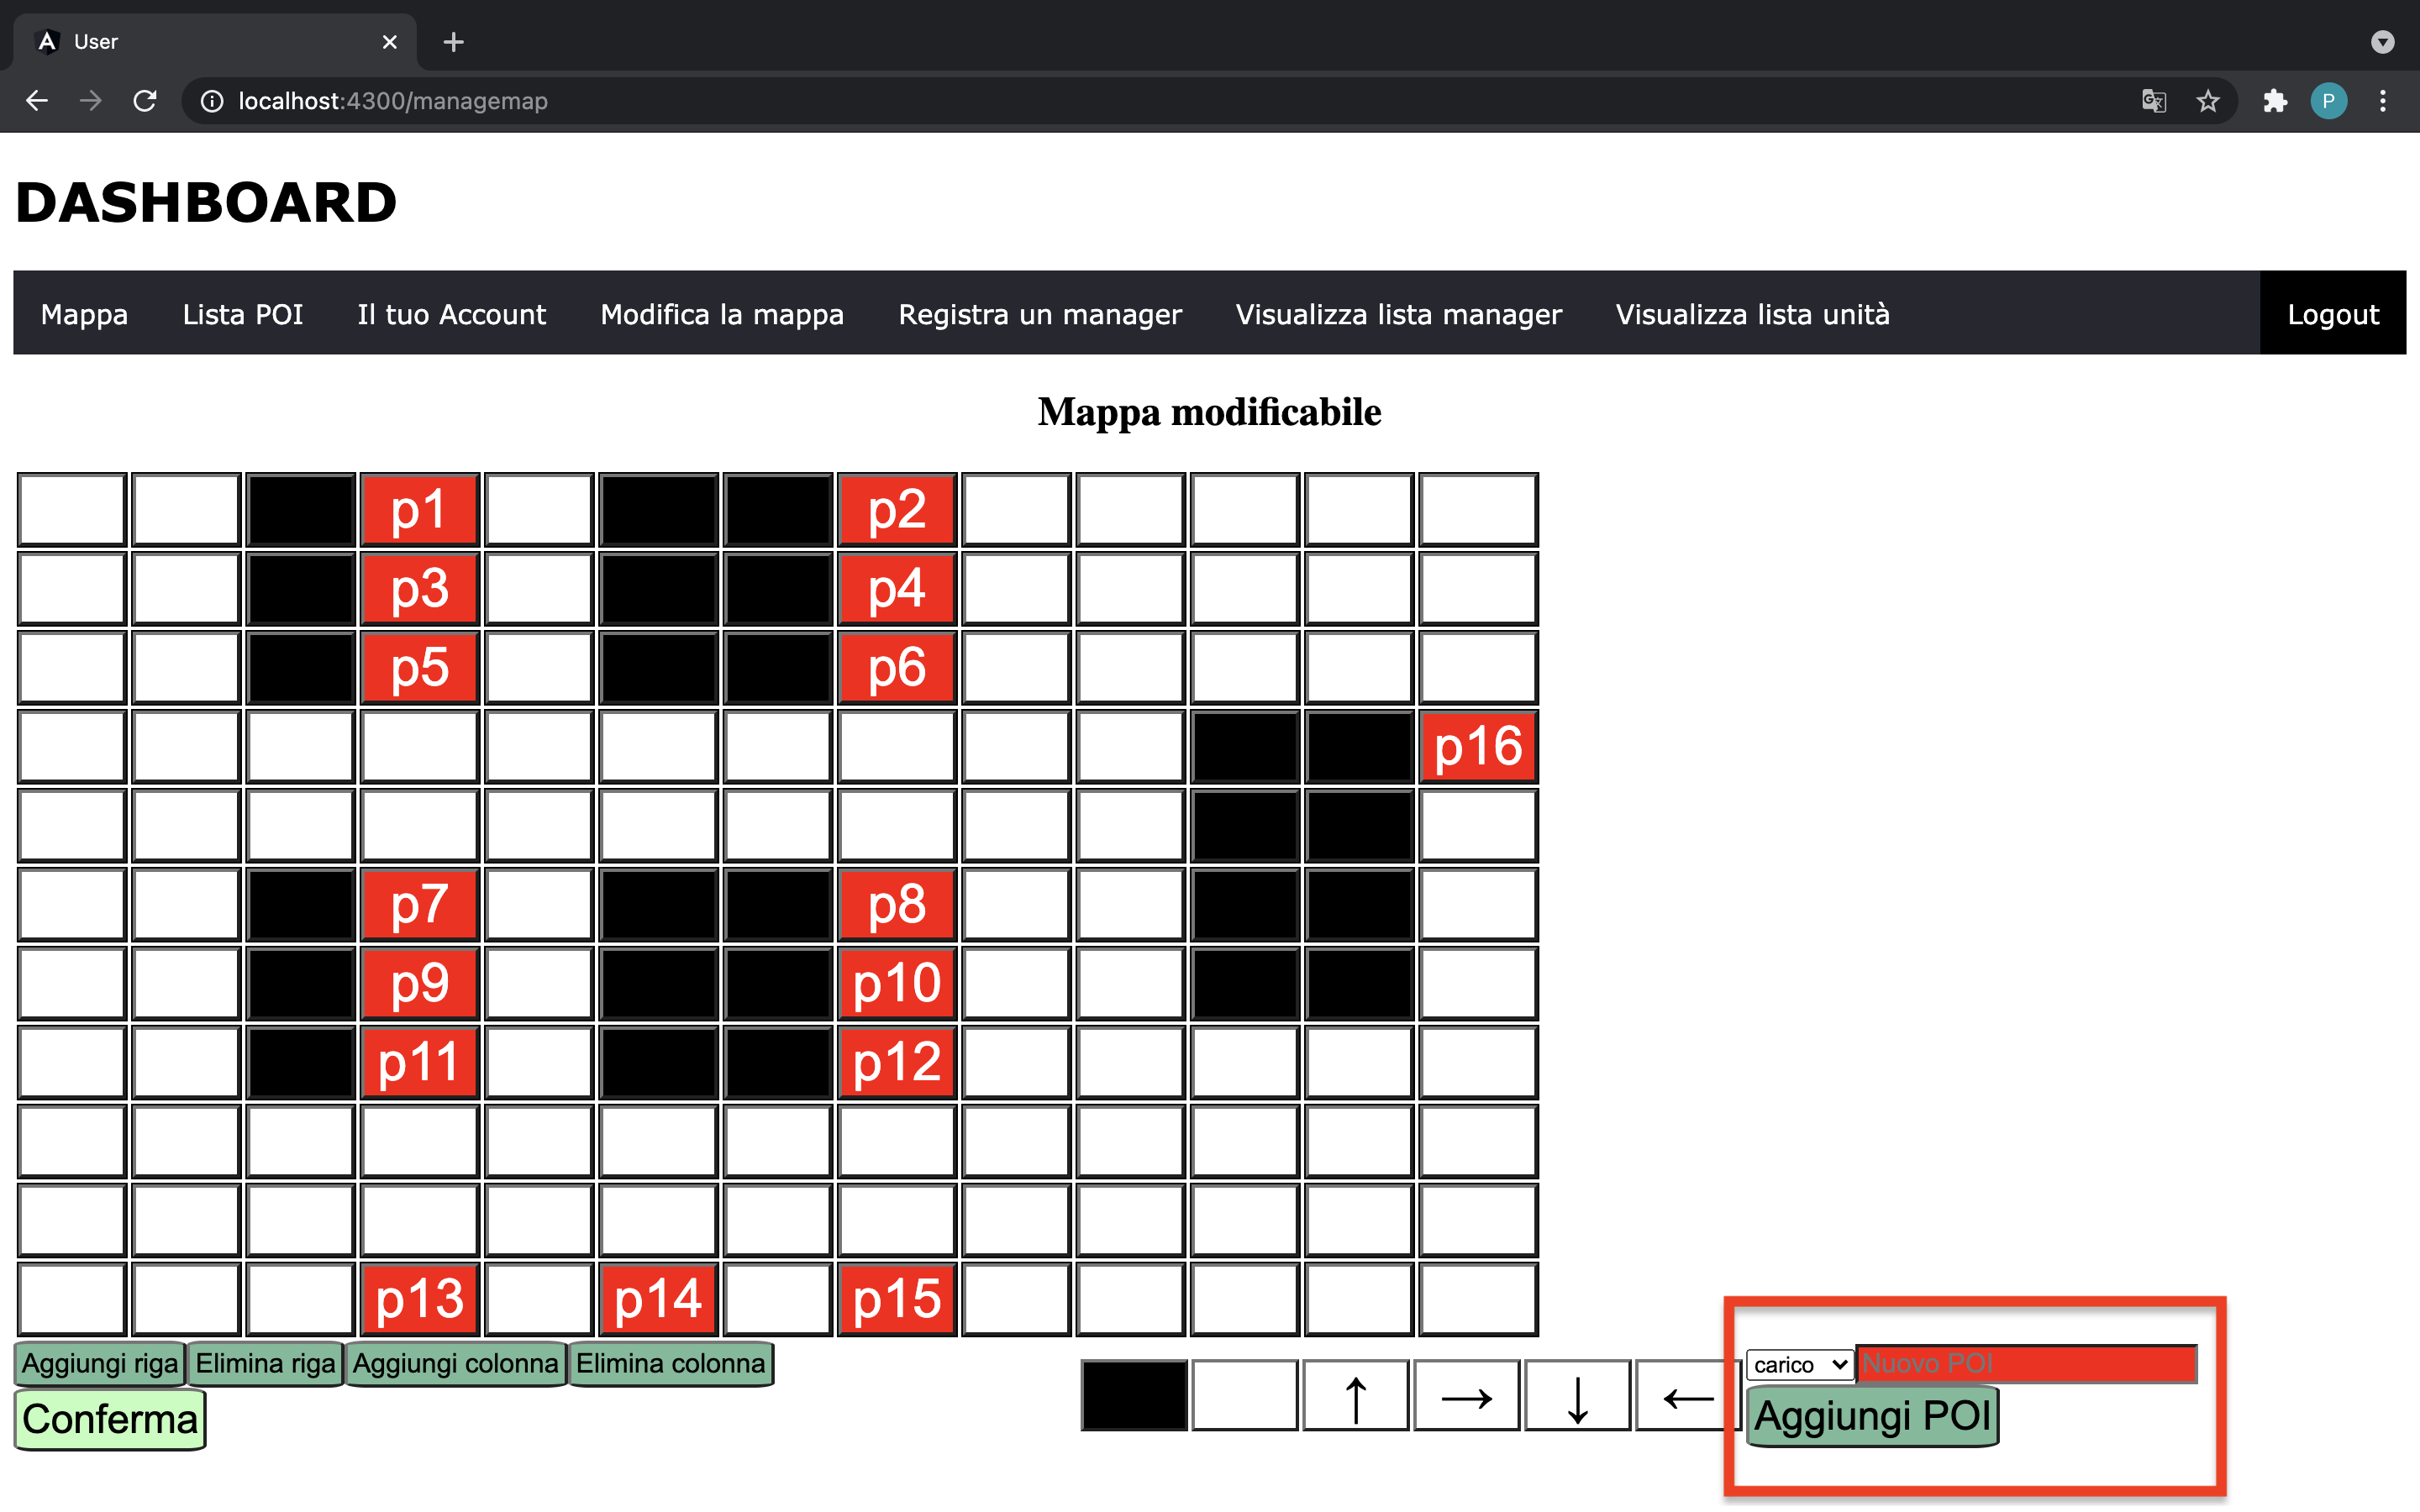 User
localhost:4300/managemap
P
DASHBOARD
Mappa Lista POI Il tuo Account Modifica la mappa Registra un manager Visualizza lista manager Visualizza lista unità Logout
Mappa modificabile
p1 p2
p3 p4
p5 p6
p16
p7 p8
p9 p10
p11 p12
p13 p14 p15
Aggiungi riga Elimina riga Aggiungi colonna Elimina colonna carico Nuovo POI
Conferma ↑ → ↓ ← Aggiungi POI